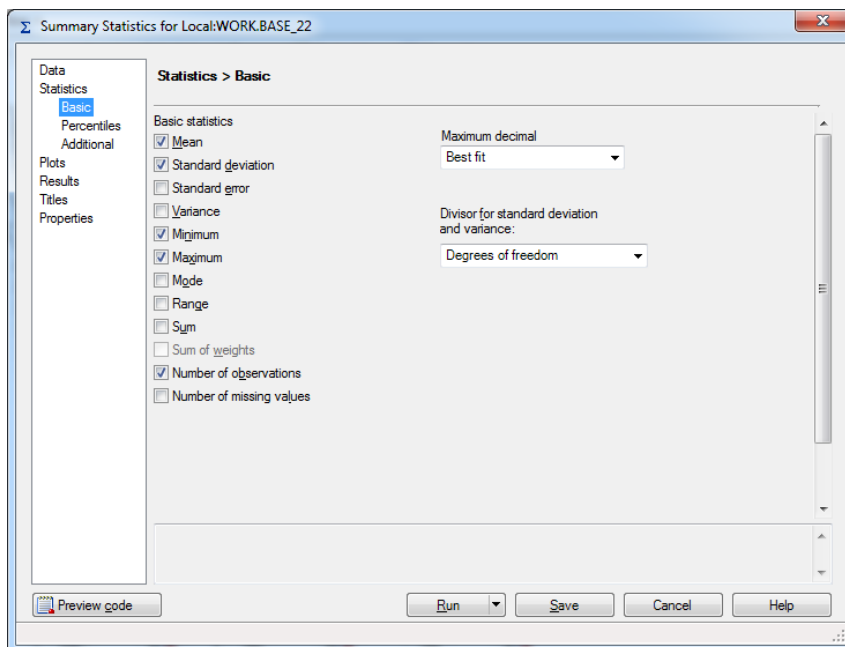 Σ Summary Statistics for Local:WORK.BASE_22
Data
Statistics
Basic
Percentiles
Additional
Plots
Results
Titles
Properties
Statistics > Basic
Basic statistics
Mean
Standard deviation
Standard error
Variance
Minimum
Maximum
Mode
Range
Sum
Sum of weights
Number of observations
Number of missing values
Maximum decimal
Best fit
Divisor for standard deviation
and variance:
Degrees of freedom
Preview code
Run
Save
Cancel
Help